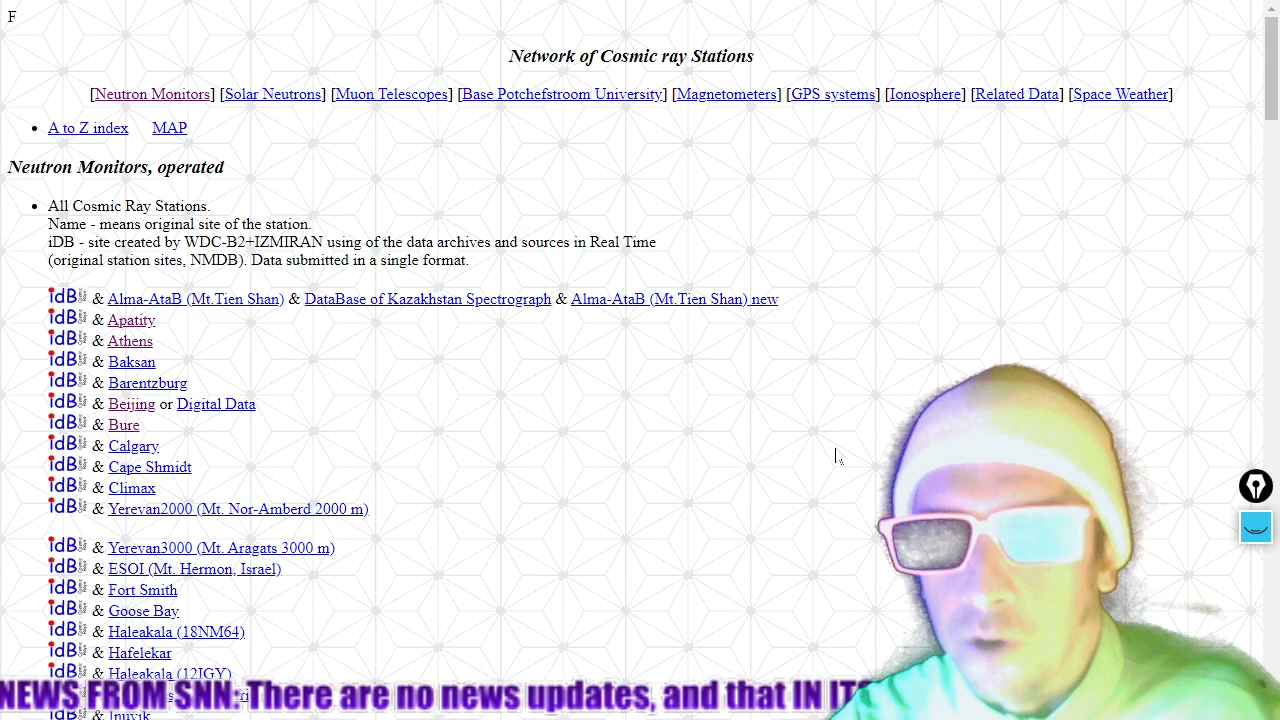 F
Network of Cosmic ray Stations
[Neutron Monitors] [Solar Neutrons] [Muon Telescopes] [Base Potchefstroom University] [Magnetometers] [GPS systems] [Ionosphere] [Related Data] [Space Weather]
A to Z index MAP
Neutron Monitors, operated
All Cosmic Ray Stations.
Name - means original site of the station.
iDB - site created by WDC-B2+IZMIRAN using of the data archives and sources in Real Time
(original station sites, NMDB). Data submitted in a single format.
idB & Alma-AtaB (Mt.Tien Shan) & DataBase of Kazakhstan Spectrograph & Alma-AtaB (Mt.Tien Shan) new
idB & Apatity
idB & Athens
idB & Baksan
idB & Barentzburg
idB & Beijing or Digital Data
idB & Bure
idB & Calgary
idB & Cape Shmidt
idB & Climax
idB & Yerevan2000 (Mt. Nor-Amberd 2000 m)
idB & Yerevan3000 (Mt. Aragats 3000 m)
idB & ESOI (Mt. Hermon, Israel)
idB & Fort Smith
idB & Goose Bay
idB & Haleakala (18NM64)
idB & Hafelekar
idB & Haleakala (12IGY)
NEWS FROM SNN: There are no news updates, and that IN IT
idB & Inuvik